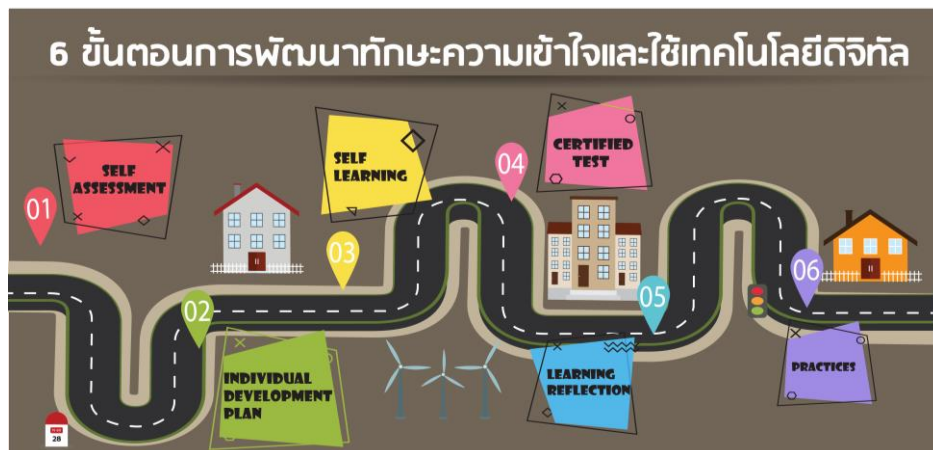 6 ขั้นตอนการพัฒนาทักษะความเข้าใจและใช้เทคโนโลยีดิจิทัล
01
SELF
ASSESSMENT
02
INDIVIDUAL
DEVELOPMENT
PLAN
03
SELF
LEARNING
04
CERTIFIED
TEST
05
LEARNING
REFLECTION
06
PRACTICES
28